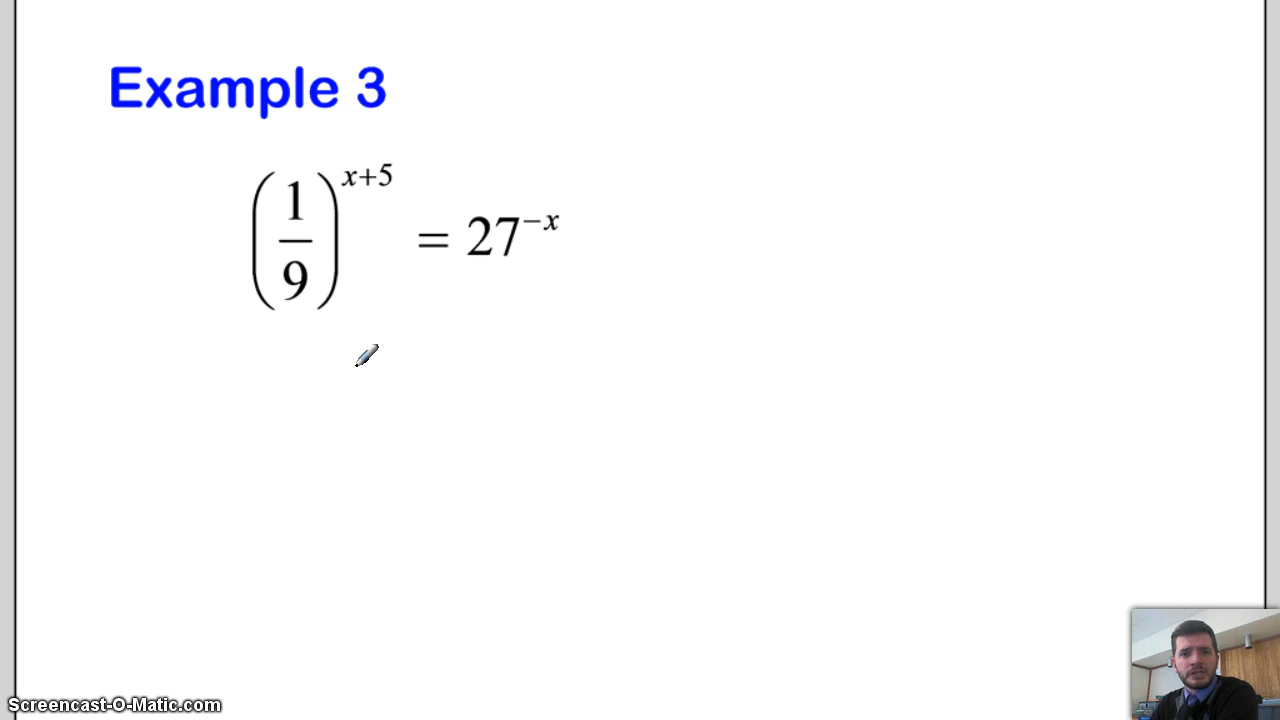 Example 3
(1/9)^{x+5} = 27^{-x}
Screencast-O-Matic.com